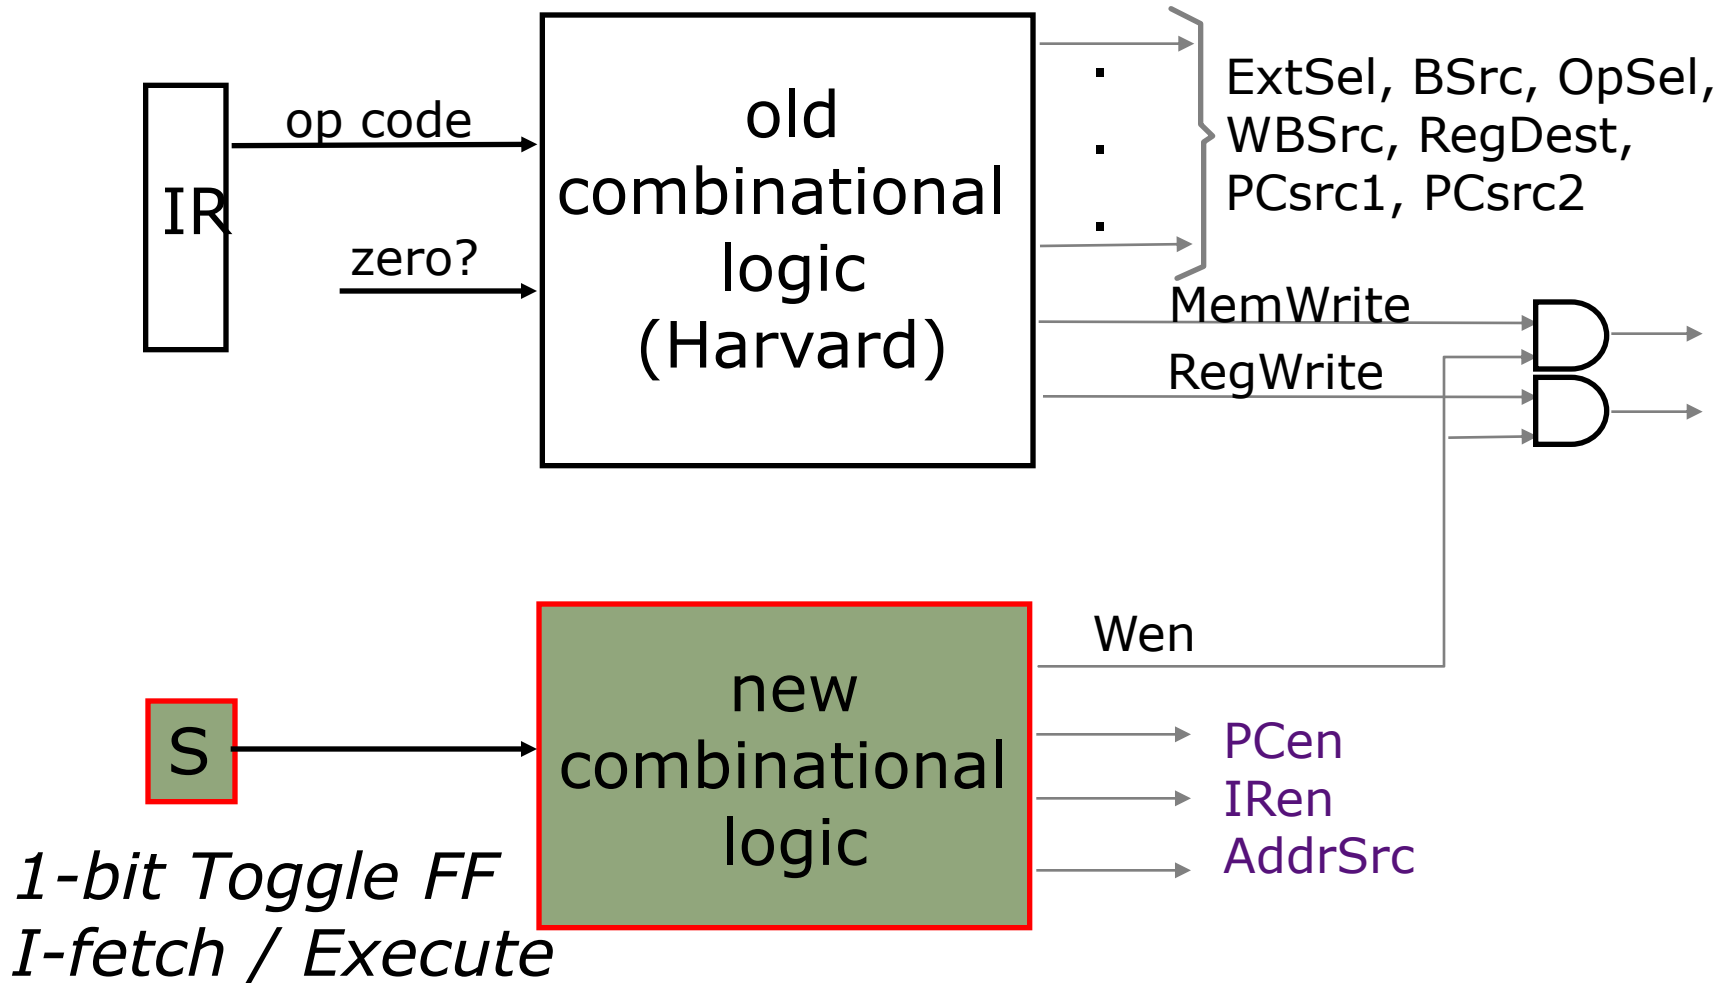 IR
op code
zero?
old
combinational
logic
(Harvard)
ExtSel, BSrc, OpSel,
WBSrc, RegDest,
PCsrc1, PCsrc2
MemWrite
RegWrite
S
1-bit Toggle FF
I-fetch / Execute
new
combinational
logic
Wen
PCen
IRen
AddrSrc